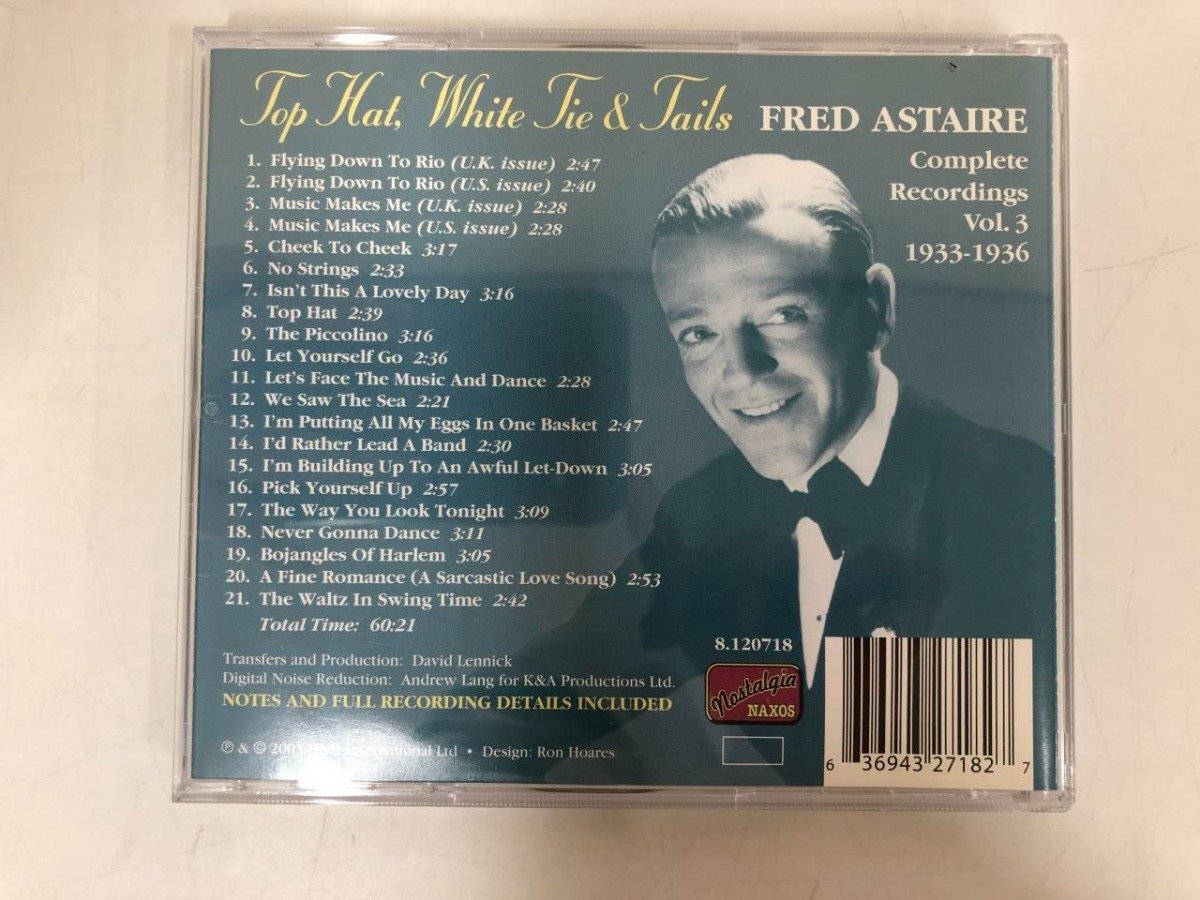 Top Hat, White Tie & Tails FRED ASTAIRE
Complete
Recordings
Vol. 3
1933-1936
1. Flying Down To Rio (U.K. issue) 2:47
2. Flying Down To Rio (U.S. issue) 2:40
3. Music Makes Me (U.K. issue) 2:28
4. Music Makes Me (U.S. issue) 2:28
5. Cheek To Cheek 3:17
6. No Strings 2:33
7. Isn't This A Lovely Day 3:16
8. Top Hat 2:39
9. The Piccolino 3:16
10. Let Yourself Go 2:36
11. Let's Face The Music And Dance 2:28
12. We Saw The Sea 2:21
13. I'm Putting All My Eggs In One Basket 2:47
14. I'd Rather Lead A Band 2:30
15. I'm Building Up To An Awful Let-Down 3:05
16. Pick Yourself Up 2:57
17. The Way You Look Tonight 3:09
18. Never Gonna Dance 3:11
19. Bojangles Of Harlem 3:05
20. A Fine Romance (A Sarcastic Love Song) 2:53
21. The Waltz In Swing Time 2:42
Total Time: 60:21
Transfers and Production: David Lennick
Digital Noise Reduction: Andrew Lang for K&A Productions Ltd.
NOTES AND FULL RECORDING DETAILS INCLUDED
℗ & © Ltd • Design: Ron Hoares
8.120718
Nostalgia
NAXOS
6 36943 27182 7